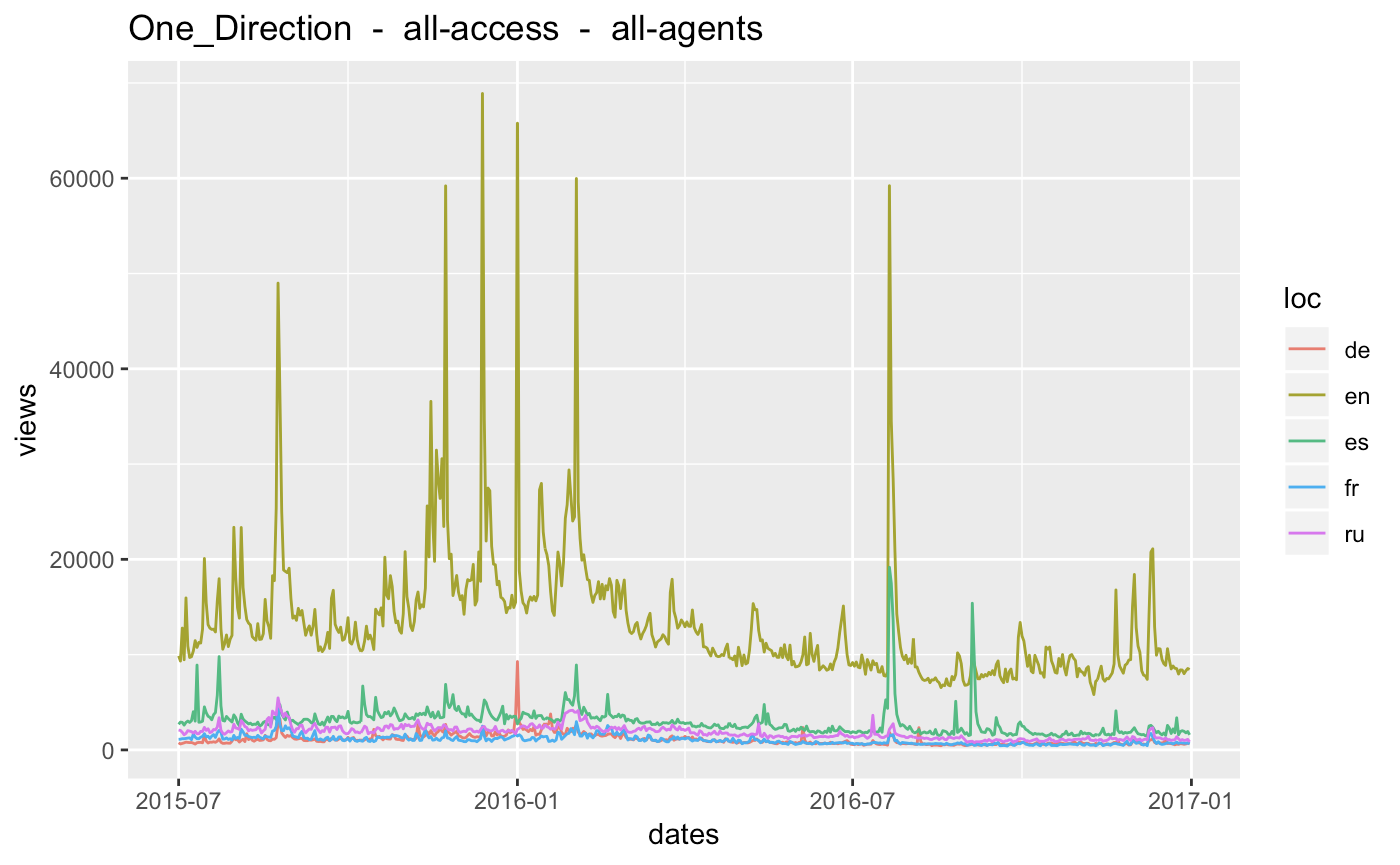 One_Direction - all-access - all-agents
views
60000
40000
20000
0
2015-07
2016-01
2016-07
2017-01
dates
loc
de
en
es
fr
ru